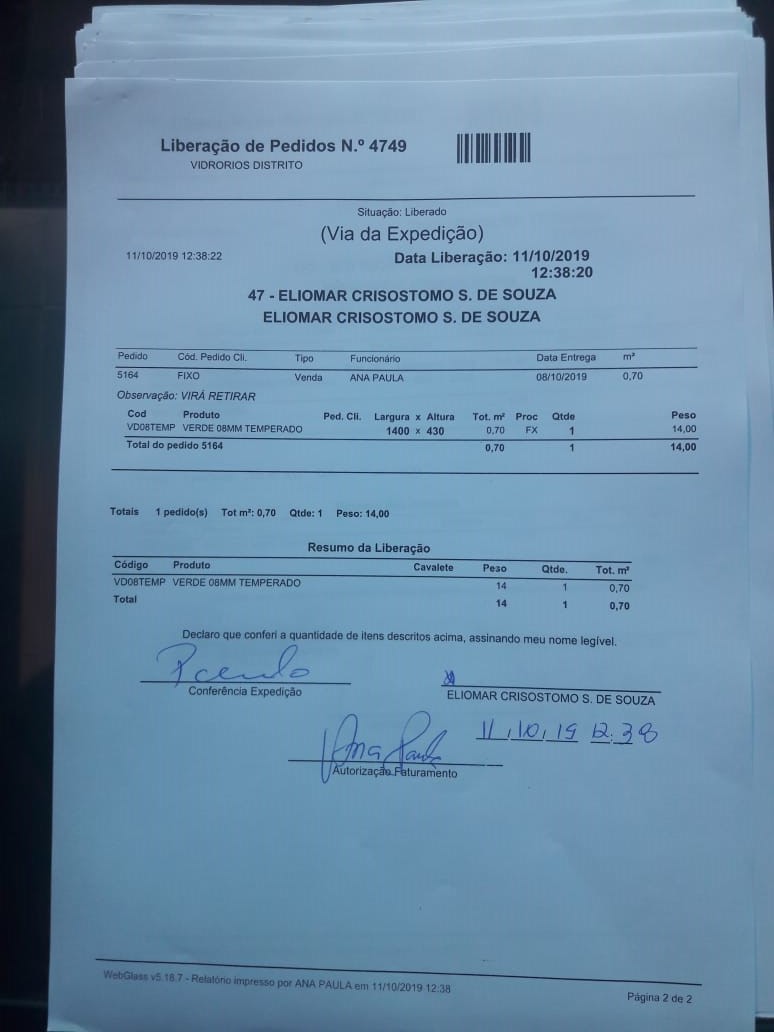 Liberação de Pedidos N.º 4749
VIDRORIOS DISTRITO
Situação: Liberado
(Via da Expedição)
11/10/2019 12:38:22 Data Liberação: 11/10/2019
12:38:20
47 - ELIOMAR CRISOSTOMO S. DE SOUZA
ELIOMAR CRISOSTOMO S. DE SOUZA
Pedido Cód. Pedido Cli. Tipo Funcionário Data Entrega m²
5164 FIXO Venda ANA PAULA 08/10/2019 0,70
Observação: VIRÁ RETIRAR
Cod Produto Ped. Cli. Largura x Altura Tot. m² Proc Qtde Peso
VD08TEMP VERDE 08MM TEMPERADO 1400 x 430 0,70 FX 1 14,00
Total do pedido 5164 0,70 1 14,00
Totais 1 pedido(s) Tot m²: 0,70 Qtde: 1 Peso: 14,00
Resumo da Liberação
Código Produto Cavalete Peso Qtde. Tot. m²
VD08TEMP VERDE 08MM TEMPERADO 14 1 0,70
Total 14 1 0,70
Declaro que conferi a quantidade de itens descritos acima, assinando meu nome legível.
Conferência Expedição
ELIOMAR CRISOSTOMO S. DE SOUZA
11/10/19 12:38
Ana Paula
Autorização Faturamento
WebGlass v5.18.7 - Relatório impresso por ANA PAULA em 11/10/2019 12:38
Página 2 de 2